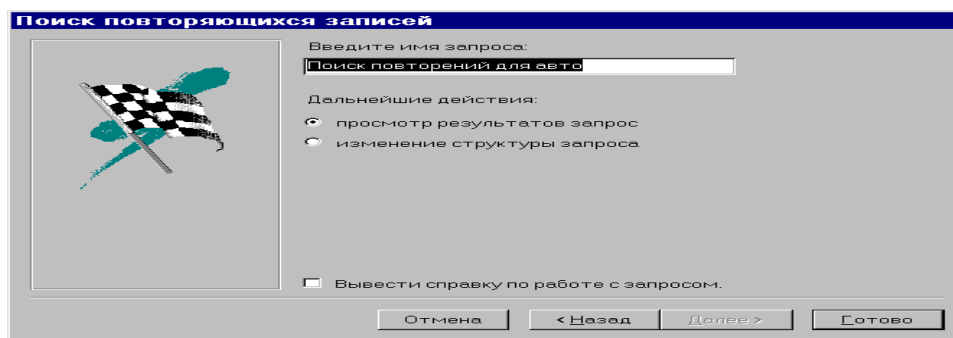 Поиск повторяющихся записей
Введите имя запроса:
Поиск повторений для авто
Дальнейшие действия:
просмотр результатов запрос
изменение структуры запроса
Вывести справку по работе с запросом.
Отмена < Назад Далее > Готово